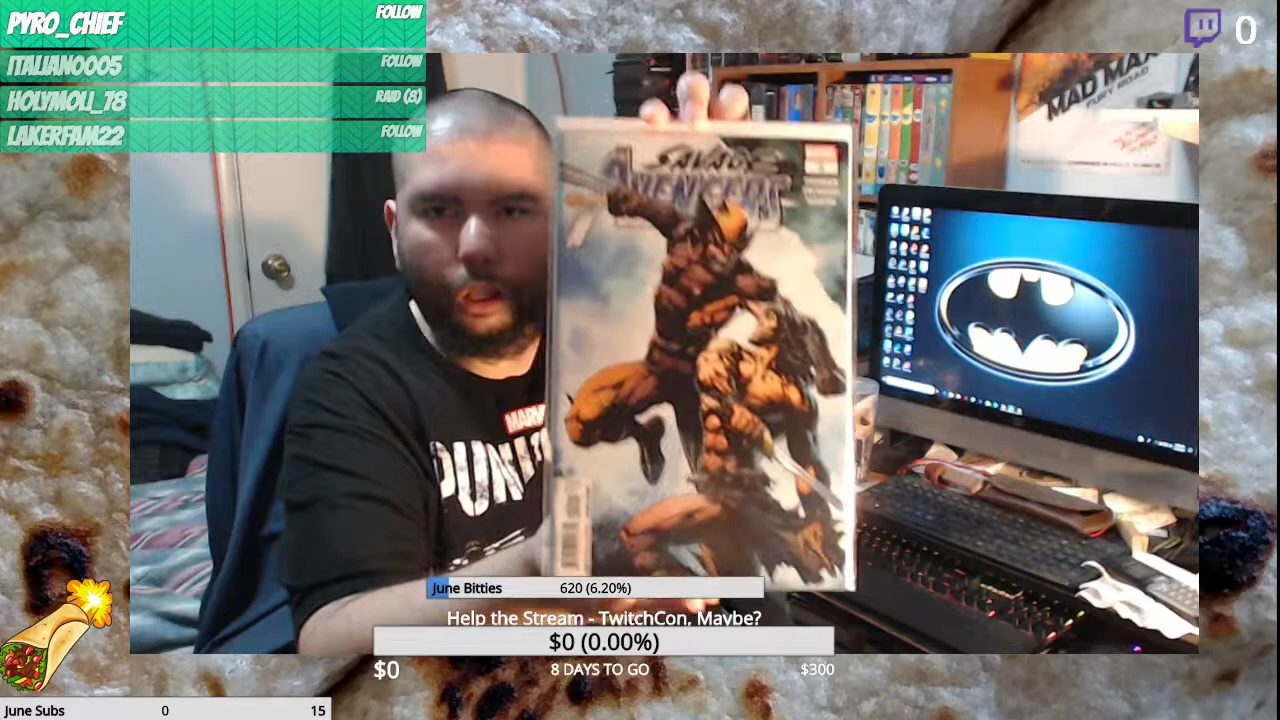 PYRO_CHIEF
FOLLOW
ITALIANO005
FOLLOW
HOLYMOLI_78
RAID (8)
LAKERFAM22
FOLLOW
0
MAD MAX
FURY ROAD
SAVAGE
AVENGERS
MARVEL
PUNI
June Bitties 620 (6.20%)
Help the Stream - TwitchCon, Maybe?
$0 (0.00%)
$0 8 DAYS TO GO $300
June Subs 0 15